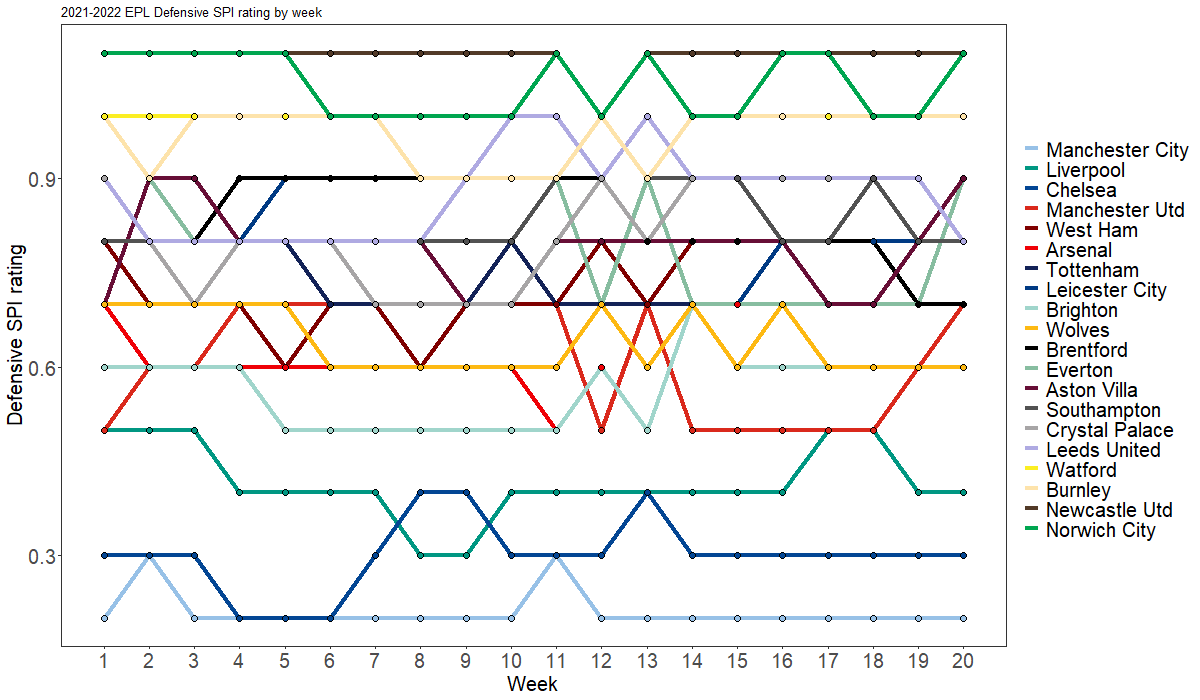 2021-2022 EPL Defensive SPI rating by week
Defensive SPI rating
0.9
0.6
0.3
1 2 3 4 5 6 7 8 9 10 11 12 13 14 15 16 17 18 19 20
Week
Manchester City
Liverpool
Chelsea
Manchester Utd
West Ham
Arsenal
Tottenham
Leicester City
Brighton
Wolves
Brentford
Everton
Aston Villa
Southampton
Crystal Palace
Leeds United
Watford
Burnley
Newcastle Utd
Norwich City